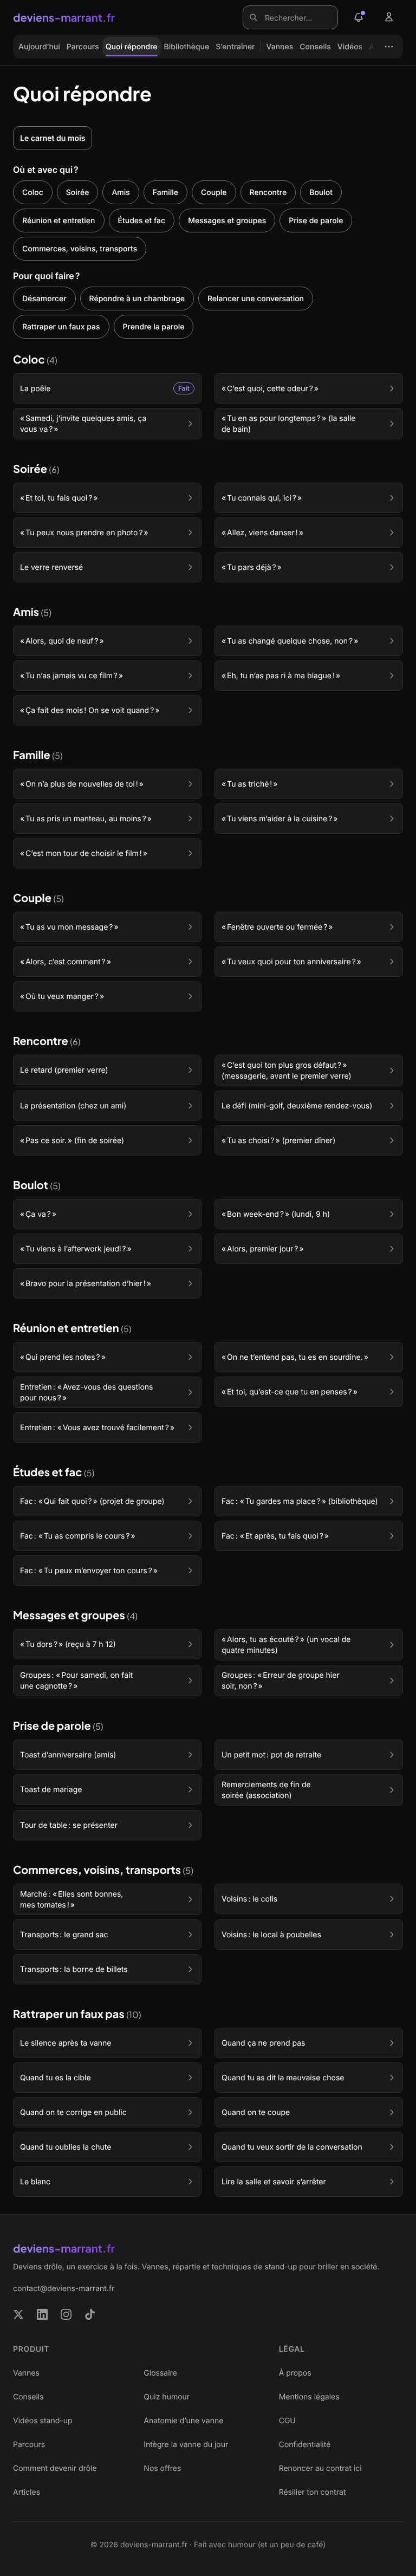 deviens-marrant.fr
Rechercher...
Aujourd'hui Parcours Quoi répondre Bibliothèque S'entraîner Vannes Conseils Vidéos
Quoi répondre
Le carnet du mois
Où et avec qui ?
Coloc Soirée Amis Famille Couple Rencontre Boulot
Réunion et entretien Études et fac Messages et groupes Prise de parole
Commerces, voisins, transports
Pour quoi faire ?
Désamorcer Répondre à un chambrage Relancer une conversation
Rattraper un faux pas Prendre la parole
Coloc (4)
La poêle Fait
« C'est quoi, cette odeur ? »
« Samedi, j'invite quelques amis, ça
vous va ? »
« Tu en as pour longtemps ? » (la salle
de bain)
Soirée (6)
« Et toi, tu fais quoi ? »
« Tu connais qui, ici ? »
« Tu peux nous prendre en photo ? »
« Allez, viens danser ! »
Le verre renversé
« Tu pars déjà ? »
Amis (5)
« Alors, quoi de neuf ? »
« Tu as changé quelque chose, non ? »
« Tu n'as jamais vu ce film ? »
« Eh, tu n'as pas ri à ma blague ! »
« Ça fait des mois ! On se voit quand ? »
Famille (5)
« On n'a plus de nouvelles de toi ! »
« Tu as triché ! »
« Tu as pris un manteau, au moins ? »
« Tu viens m'aider à la cuisine ? »
« C'est mon tour de choisir le film ! »
Couple (5)
« Tu as vu mon message ? »
« Fenêtre ouverte ou fermée ? »
« Alors, c'est comment ? »
« Tu veux quoi pour ton anniversaire ? »
« Où tu veux manger ? »
Rencontre (6)
Le retard (premier verre)
« C'est quoi ton plus gros défaut ? »
(messagerie, avant le premier verre)
La présentation (chez un ami)
Le défi (mini-golf, deuxième rendez-vous)
« Pas ce soir. » (fin de soirée)
« Tu as choisi ? » (premier dîner)
Boulot (5)
« Ça va ? »
« Bon week-end ? » (lundi, 9 h)
« Tu viens à l'afterwork jeudi ? »
« Alors, premier jour ? »
« Bravo pour la présentation d'hier ! »
Réunion et entretien (5)
« Qui prend les notes ? »
« On ne t'entend pas, tu es en sourdine. »
Entretien : « Avez-vous des questions
pour nous ? »
« Et toi, qu'est-ce que tu en penses ? »
Entretien : « Vous avez trouvé facilement ? »
Études et fac (5)
Fac : « Qui fait quoi ? » (projet de groupe)
Fac : « Tu gardes ma place ? » (bibliothèque)
Fac : « Tu as compris le cours ? »
Fac : « Et après, tu fais quoi ? »
Fac : « Tu peux m'envoyer ton cours ? »
Messages et groupes (4)
« Tu dors ? » (reçu à 7 h 12)
« Alors, tu as écouté ? » (un vocal de
quatre minutes)
Groupes : « Pour samedi, on fait
une cagnotte ? »
Groupes : « Erreur de groupe hier
soir, non ? »
Prise de parole (5)
Toast d'anniversaire (amis)
Un petit mot : pot de retraite
Toast de mariage
Remerciements de fin de
soirée (association)
Tour de table : se présenter
Commerces, voisins, transports (5)
Marché : « Elles sont bonnes,
mes tomates ! »
Voisins : le colis
Transports : le grand sac
Voisins : le local à poubelles
Transports : la borne de billets
Rattraper un faux pas (10)
Le silence après ta vanne
Quand ça ne prend pas
Quand tu es la cible
Quand tu as dit la mauvaise chose
Quand on te corrige en public
Quand on te coupe
Quand tu oublies la chute
Quand tu veux sortir de la conversation
Le blanc
Lire la salle et savoir s'arrêter
deviens-marrant.fr
Deviens drôle, un exercice à la fois. Vannes, répartie et techniques de stand-up pour briller en société.
contact@deviens-marrant.fr
PRODUIT
Vannes
Conseils
Vidéos stand-up
Parcours
Comment devenir drôle
Articles
Glossaire
Quiz humour
Anatomie d'une vanne
Intègre la vanne du jour
Nos offres
LÉGAL
À propos
Mentions légales
CGU
Confidentialité
Renoncer au contrat ici
Résilier ton contrat
© 2026 deviens-marrant.fr · Fait avec humour (et un peu de café)